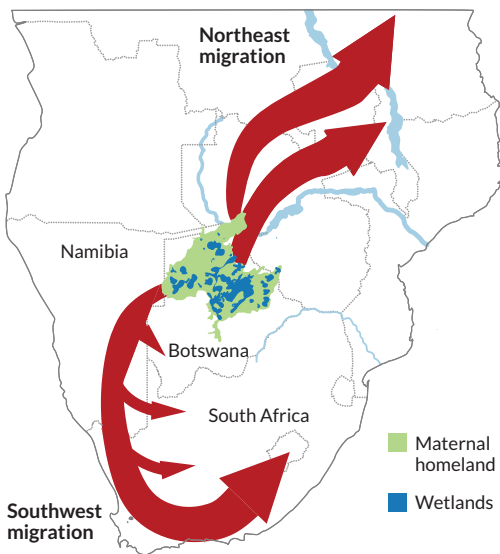 Northeast
migration
Namibia
Botswana
South Africa
Maternal
homeland
Wetlands
Southwest
migration